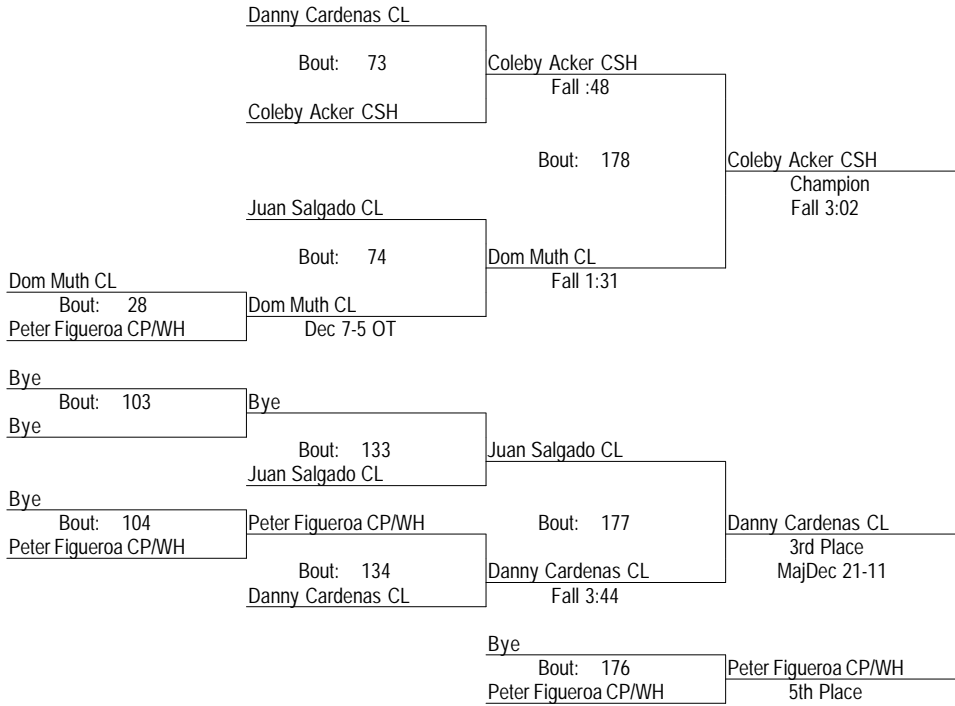 Danny Cardenas CL
Bout: 73
Coleby Acker CSH
Fall :48
Coleby Acker CSH
Bout: 178
Coleby Acker CSH
Champion
Fall 3:02
Juan Salgado CL
Bout: 74
Dom Muth CL
Fall 1:31
Dom Muth CL
Bout: 28
Dom Muth CL
Peter Figueroa CP/WH
Dec 7-5 OT
Bye
Bout: 103
Bye
Bye
Bout: 133
Juan Salgado CL
Juan Salgado CL
Bye
Bout: 104
Peter Figueroa CP/WH
Peter Figueroa CP/WH
Bout: 177
Danny Cardenas CL
3rd Place
MajDec 21-11
Bout: 134
Danny Cardenas CL
Fall 3:44
Danny Cardenas CL
Bye
Bout: 176
Peter Figueroa CP/WH
Peter Figueroa CP/WH
5th Place